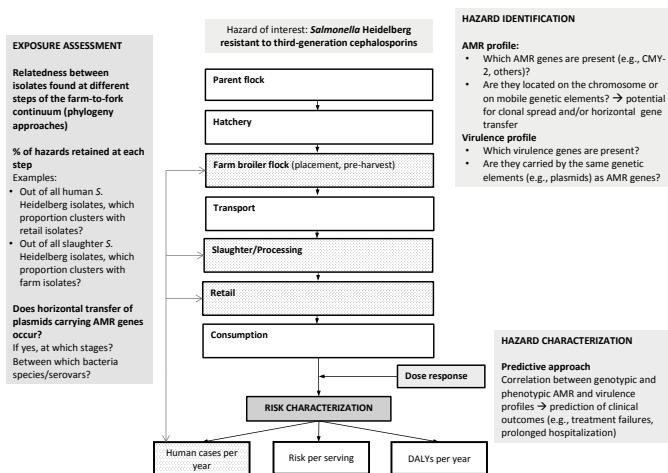 Hazard of interest: Salmonella Heidelberg
resistant to third-generation cephalosporins
EXPOSURE ASSESSMENT
Relatedness between
isolates found at different
steps of the farm-to-fork
continuum (phylogeny
approaches)
% of hazards retained at each
step
Examples:
• Out of all human S.
Heidelberg isolates, which
proportion clusters with
retail isolates?
• Out of all slaughter S.
Heidelberg isolates, which
proportion clusters with
farm isolates?
Does horizontal transfer of
plasmids carrying AMR genes
occur?
If yes, at which stages?
Between which bacteria
species/serovars?
Parent flock
Hatchery
Farm broiler flock (placement, pre-harvest)
Transport
Slaughter/Processing
Retail
Consumption
Dose response
RISK CHARACTERIZATION
Human cases per
year
Risk per serving
DALYs per year
HAZARD IDENTIFICATION
AMR profile:
• Which AMR genes are present (e.g., CMY-
2, others)?
• Are they located on the chromosome or
on mobile genetic elements? → potential
for clonal spread and/or horizontal gene
transfer
Virulence profile
• Which virulence genes are present?
• Are they carried by the same genetic
elements (e.g., plasmids) as AMR genes?
HAZARD CHARACTERIZATION
Predictive approach
Correlation between genotypic and
phenotypic AMR and virulence
profiles → prediction of clinical
outcomes (e.g., treatment failures,
prolonged hospitalization)